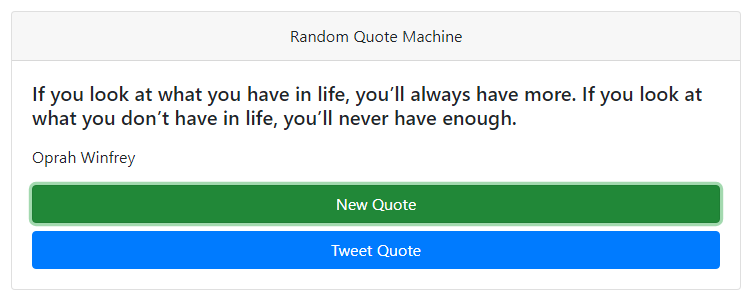 Random Quote Machine
If you look at what you have in life, you’ll always have more. If you look at
what you don’t have in life, you’ll never have enough.
Oprah Winfrey
New Quote
Tweet Quote